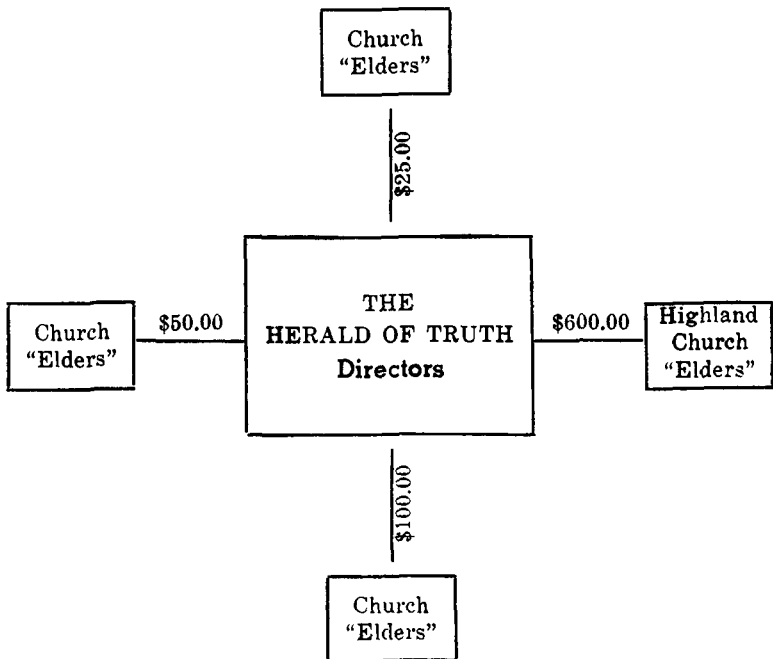 Church
“Elders”
$25.00
Church
“Elders”
$50.00
THE
HERALD OF TRUTH
Directors
$600.00
Highland
Church
“Elders”
$100.00
Church
“Elders”